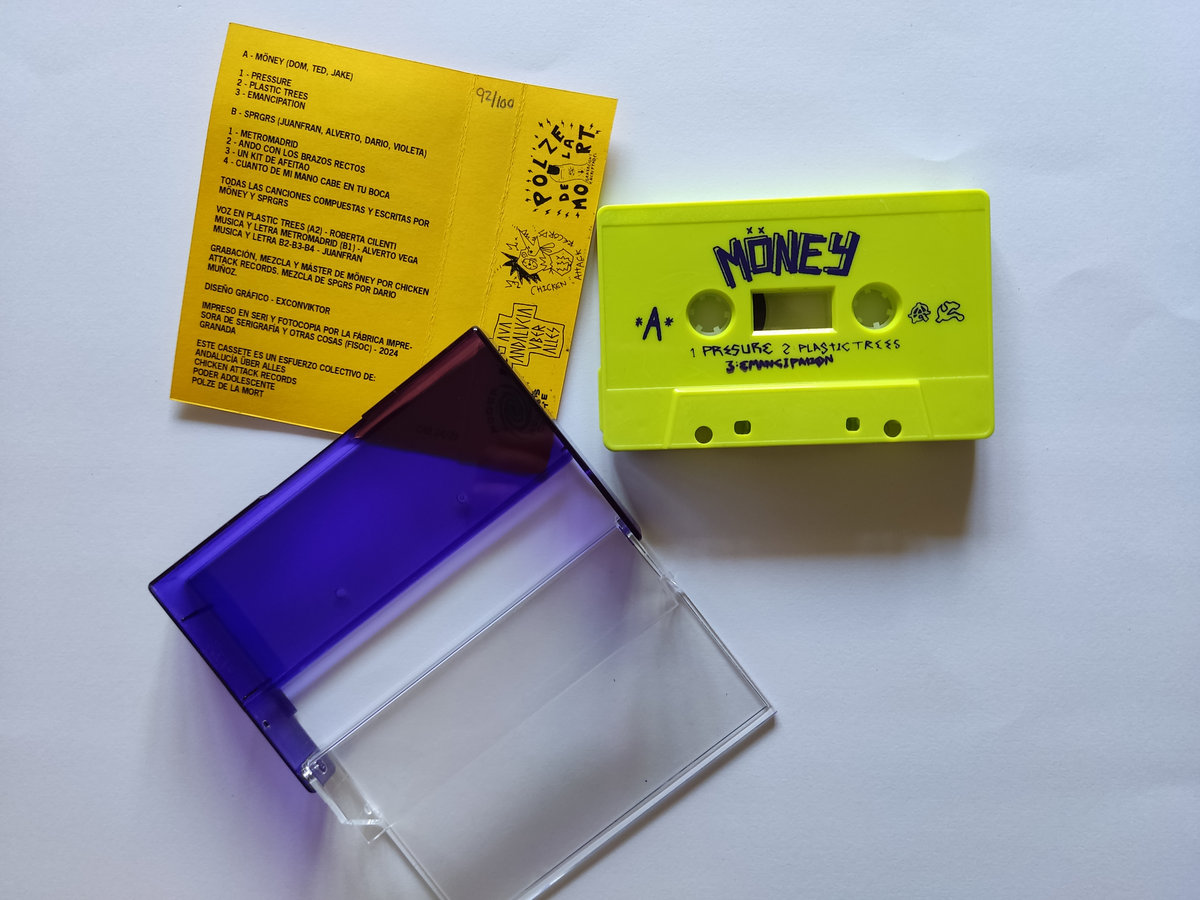 A - MÖNEY (DOM, TED, JAKE)
1 - PRESSURE
2 - PLASTIC TREES
3 - EMANCIPATION
B - SPRGRS (JUANFRAN, ALVERTO, DARIO, VIOLETA)
1 - METROMADRID
2 - ANDO CON LOS BRAZOS RECTOS
3 - UN KIT DE AFEITAO
4 - CUANTO DE MI MANO CABE EN TU BOCA
TODAS LAS CANCIONES COMPUESTAS Y ESCRITAS POR
MÖNEY Y SPRGRS
VOZ EN PLASTIC TREES (A2) - ROBERTA CILENTI
MUSICA Y LETRA METROMADRID (B1) - ALVERTO VEGA
MUSICA Y LETRA B2-B3-B4 - JUANFRAN
GRABACIÓN, MEZCLA Y MÁSTER DE MÖNEY POR CHICKEN
ATTACK RECORDS. MEZCLA DE SPGRS POR DARIO
MUÑOZ.
DISEÑO GRÁFICO - EXCONVIKTOR
IMPRESO EN SERI Y FOTOCOPIA POR LA FÁBRICA IMPRE-
SORA DE SERIGRAFÍA Y OTRAS COSAS (FISOC) - 2024
GRANADA
ESTE CASSETE ES UN ESFUERZO COLECTIVO DE:
ANDALUCÍA ÜBER ALLES
CHICKEN ATTACK RECORDS
PODER ADOLESCENTE
POLZE DE LA MORT
92/100
POLZE
DE LA
MORT
CHICKEN ATTACK
ANDALUCIA
VBER
ALLES
MÖNEY
*A*
1 PRESURE 2 PLASTIC TREES
3: EMANCIPAION